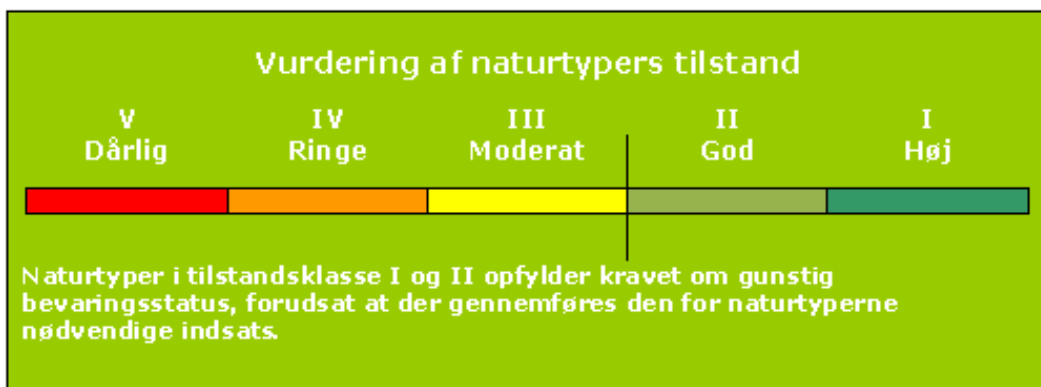 Vurdering af naturtypers tilstand
V IV III II I
Dårlig Ringe Moderat God Høj
Naturtyper i tilstandsklasse I og II opfylder kravet om gunstig
bevaringsstatus, forudsat at der gennemføres den for naturtyperne
nødvendige indsats.